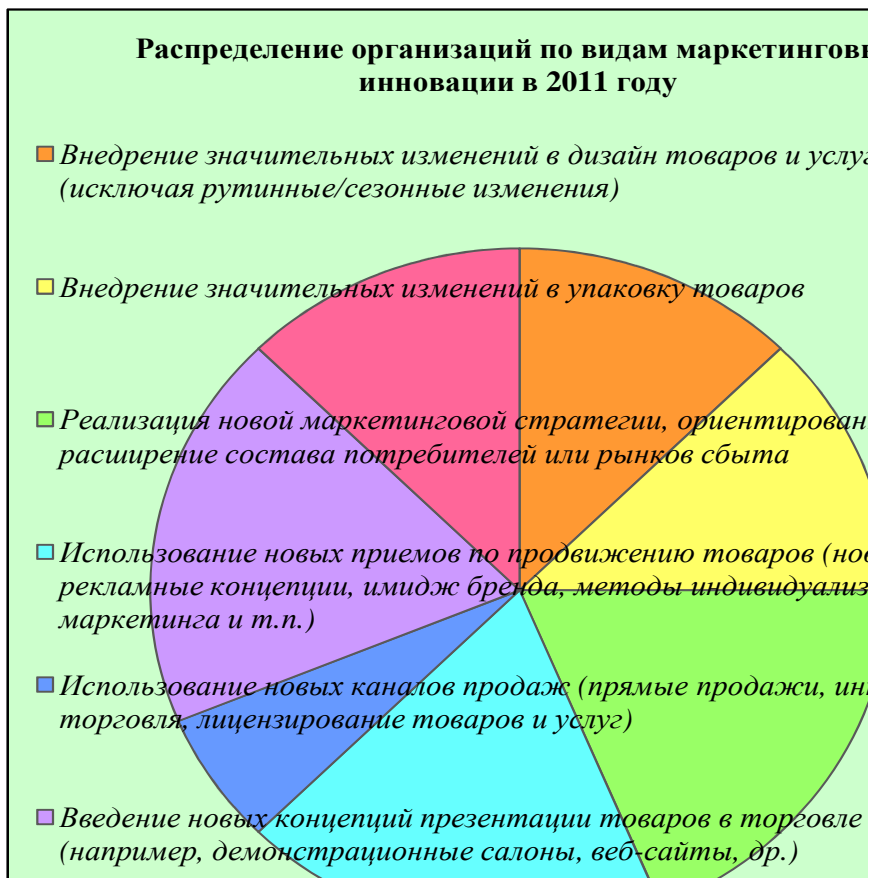 Распределение организаций по видам маркетинговы
инновации в 2011 году
Внедрение значительных изменений в дизайн товаров и услуг
(исключая рутинные/сезонные изменения)
Внедрение значительных изменений в упаковку товаров
Реализация новой маркетинговой стратегии, ориентирован
расширение состава потребителей или рынков сбыта
Использование новых приемов по продвижению товаров (нов
рекламные концепции, имидж бренда, методы индивидуализ
маркетинга и т.п.)
Использование новых каналов продаж (прямые продажи, ин
торговля, лицензирование товаров и услуг)
Введение новых концепций презентации товаров в торговле
(например, демонстрационные салоны, веб-сайты, др.)